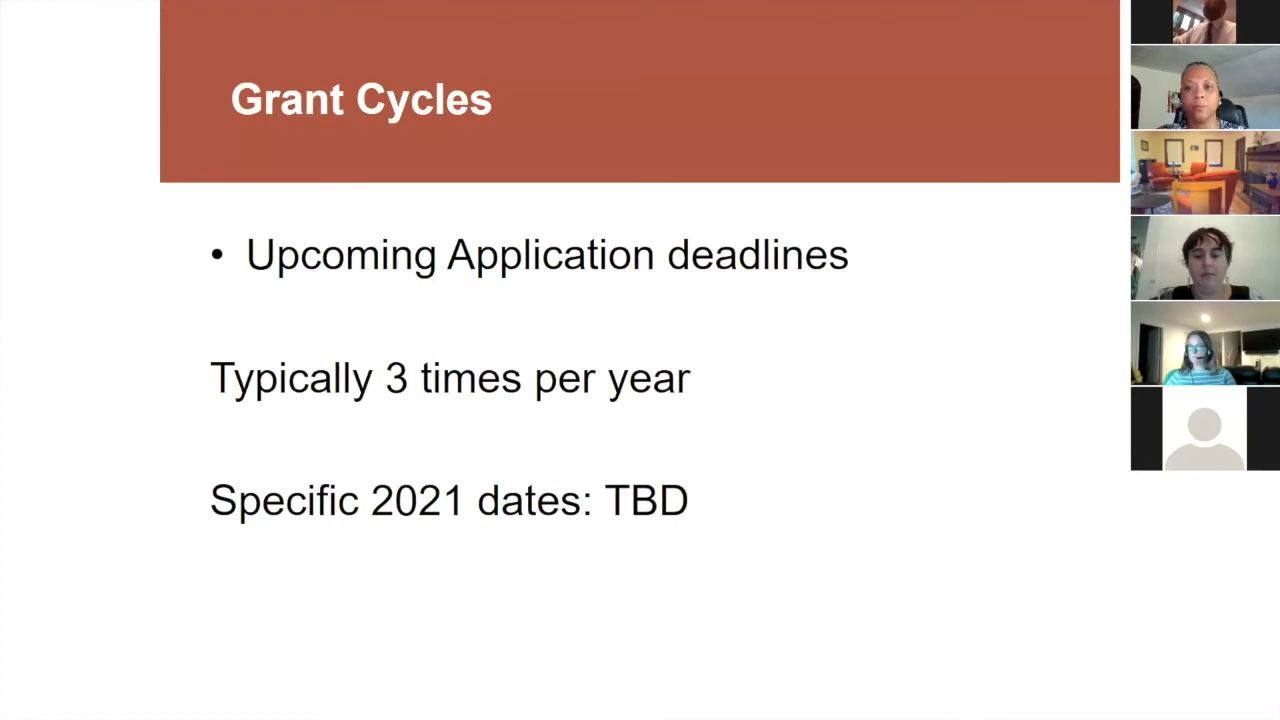 Grant Cycles
• Upcoming Application deadlines
Typically 3 times per year
Specific 2021 dates: TBD